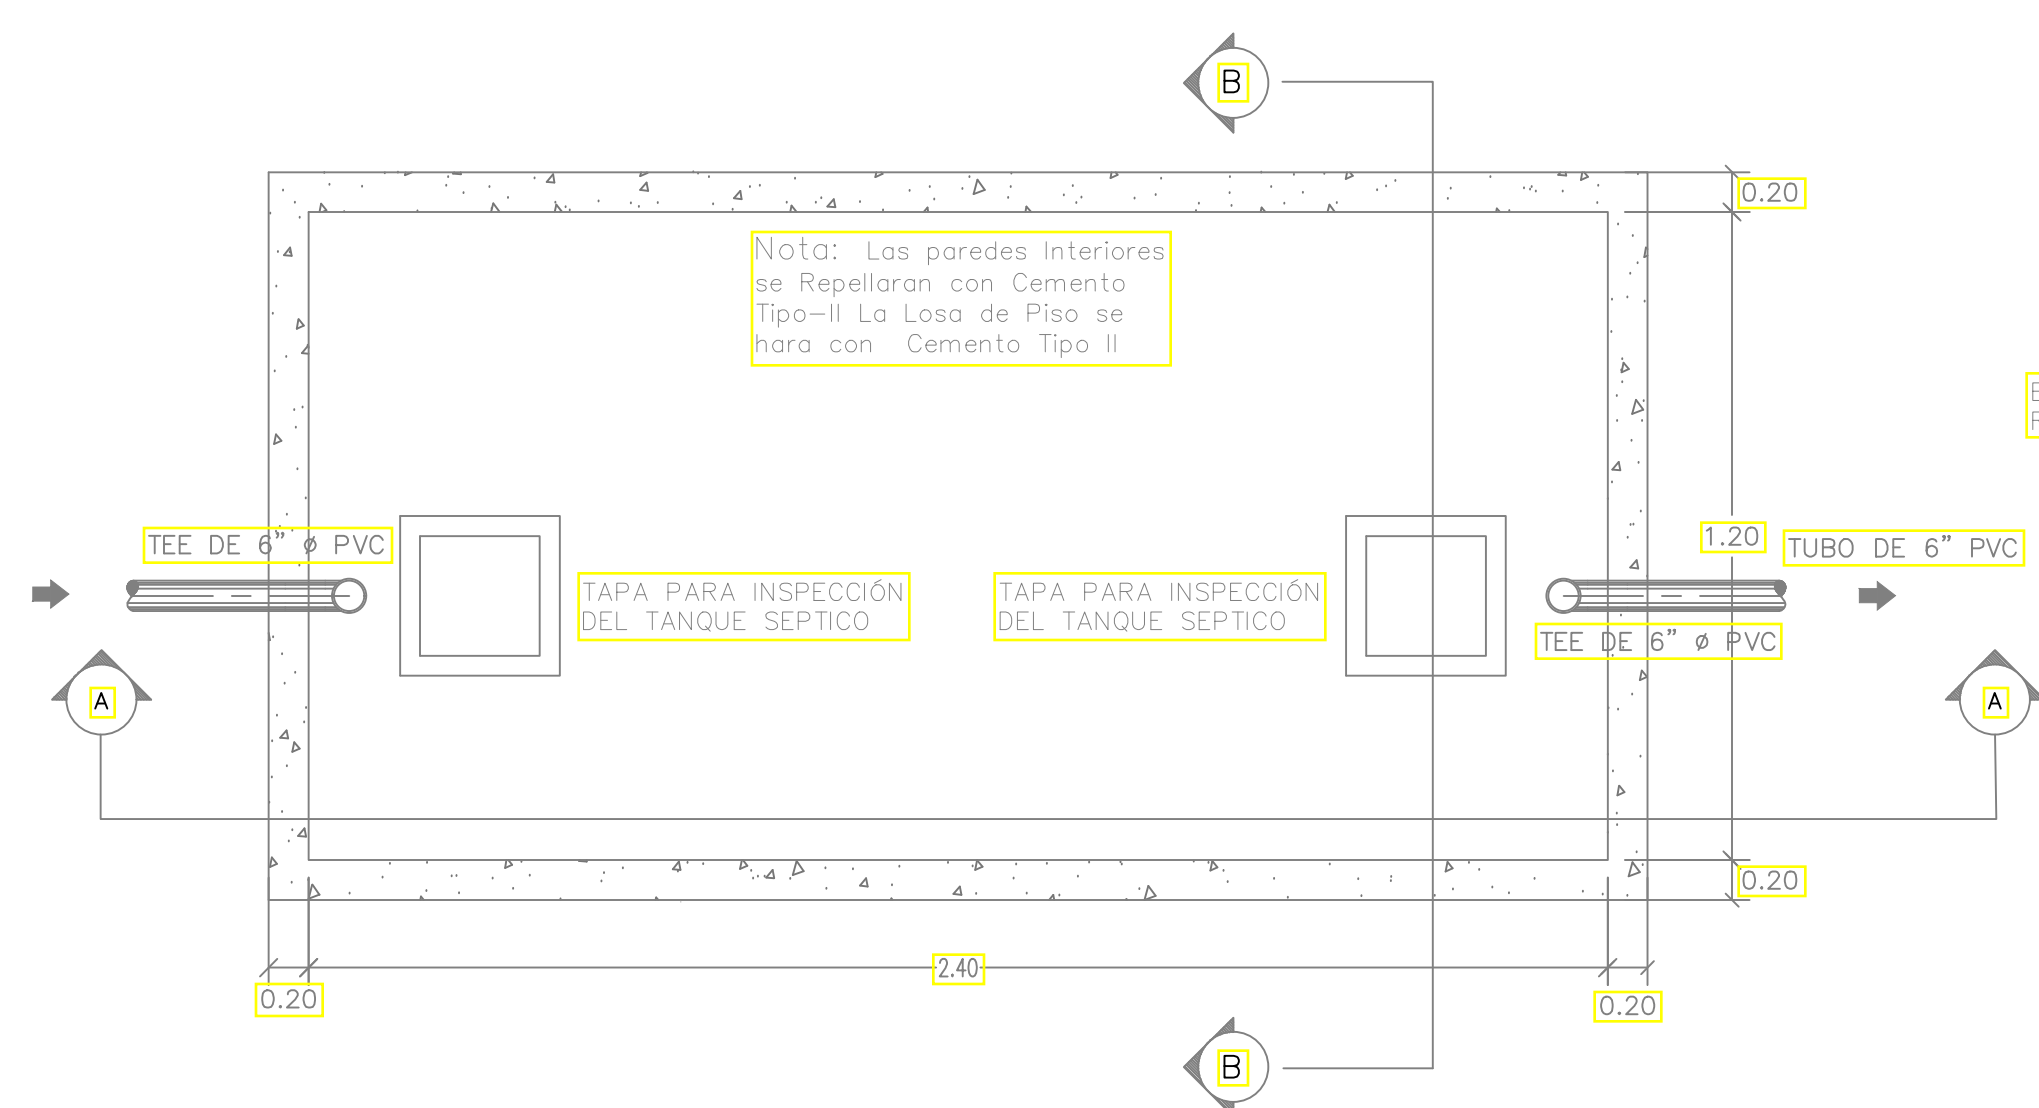 B
0.20
Nota: Las paredes Interiores
se Repellaran con Cemento
Tipo-II La Losa de Piso se
hara con Cemento Tipo II
TEE DE 6" Ø PVC
1.20
TUBO DE 6" PVC
TAPA PARA INSPECCIÓN
DEL TANQUE SEPTICO
TAPA PARA INSPECCIÓN
DEL TANQUE SEPTICO
TEE DE 6" Ø PVC
A
A
0.20
2.40
0.20
0.20
B